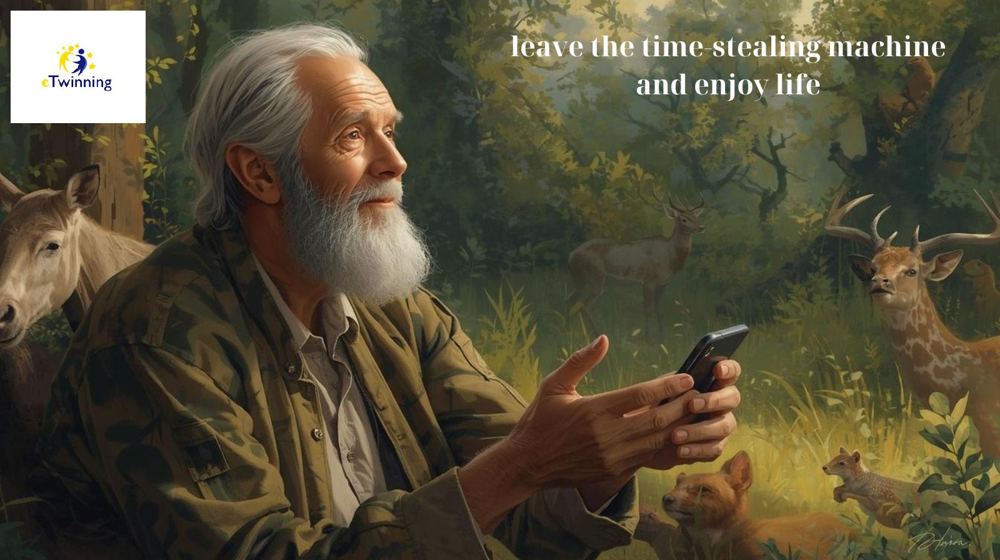 eTwinning
leave the time-stealing machine
and enjoy life